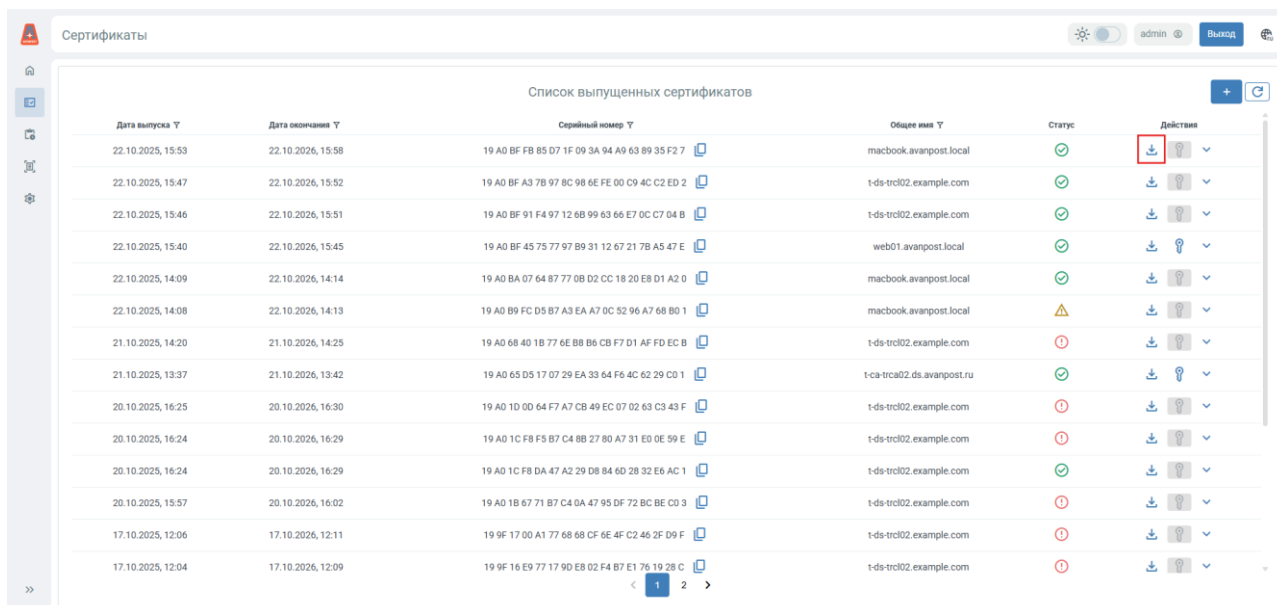 Сертификаты
admin
Выход
RU
Список выпущенных сертификатов
+
Дата выпуска Дата окончания Серийный номер Общее имя Статус Действия
22.10.2025, 15:53 22.10.2026, 15:58 19 A0 BF FB 85 D7 1F 09 3A 94 A9 63 89 35 F2 7 macbook.avanpost.local
22.10.2025, 15:47 22.10.2026, 15:52 19 A0 BF A3 7B 97 8C 98 6E FE 00 C9 4C C2 ED 2 t-ds-trcl02.example.com
22.10.2025, 15:46 22.10.2026, 15:51 19 A0 BF 91 F4 97 12 6B 99 63 66 E7 0C C7 04 B t-ds-trcl02.example.com
22.10.2025, 15:40 22.10.2026, 15:45 19 A0 BF 45 75 77 97 B9 31 12 67 21 7B A5 47 E web01.avanpost.local
22.10.2025, 14:09 22.10.2026, 14:14 19 A0 BA 07 64 87 77 0B D2 CC 18 20 E8 D1 A2 0 macbook.avanpost.local
22.10.2025, 14:08 22.10.2026, 14:13 19 A0 B9 FC D5 B7 A3 EA A7 0C 52 96 A7 68 B0 1 macbook.avanpost.local
21.10.2025, 14:20 21.10.2026, 14:25 19 A0 68 40 1B 77 6E B8 B6 CB F7 D1 AF FD EC B t-ds-trcl02.example.com
21.10.2025, 13:37 21.10.2026, 13:42 19 A0 65 D5 17 07 29 EA 33 64 F6 4C 62 29 C0 1 t-ca-trca02.ds.avanpost.ru
20.10.2025, 16:25 20.10.2026, 16:30 19 A0 1D 0D 64 F7 A7 CB 49 EC 07 02 63 C3 43 F t-ds-trcl02.example.com
20.10.2025, 16:24 20.10.2026, 16:29 19 A0 1C F8 F5 B7 C4 8B 27 80 A7 31 E0 0E 59 E t-ds-trcl02.example.com
20.10.2025, 16:24 20.10.2026, 16:29 19 A0 1C F8 DA 47 A2 29 D8 84 6D 28 32 E6 AC 1 t-ds-trcl02.example.com
20.10.2025, 15:57 20.10.2026, 16:02 19 A0 1B 67 71 B7 C4 0A 47 95 DF 72 BC BE C0 3 t-ds-trcl02.example.com
17.10.2025, 12:06 17.10.2026, 12:11 19 9F 17 00 A1 77 68 68 CF 6E 4F C2 46 2F D9 F t-ds-trcl02.example.com
17.10.2025, 12:04 17.10.2026, 12:09 19 9F 16 E9 77 17 9D E8 02 F4 B7 E1 76 19 28 C t-ds-trcl02.example.com
1 2